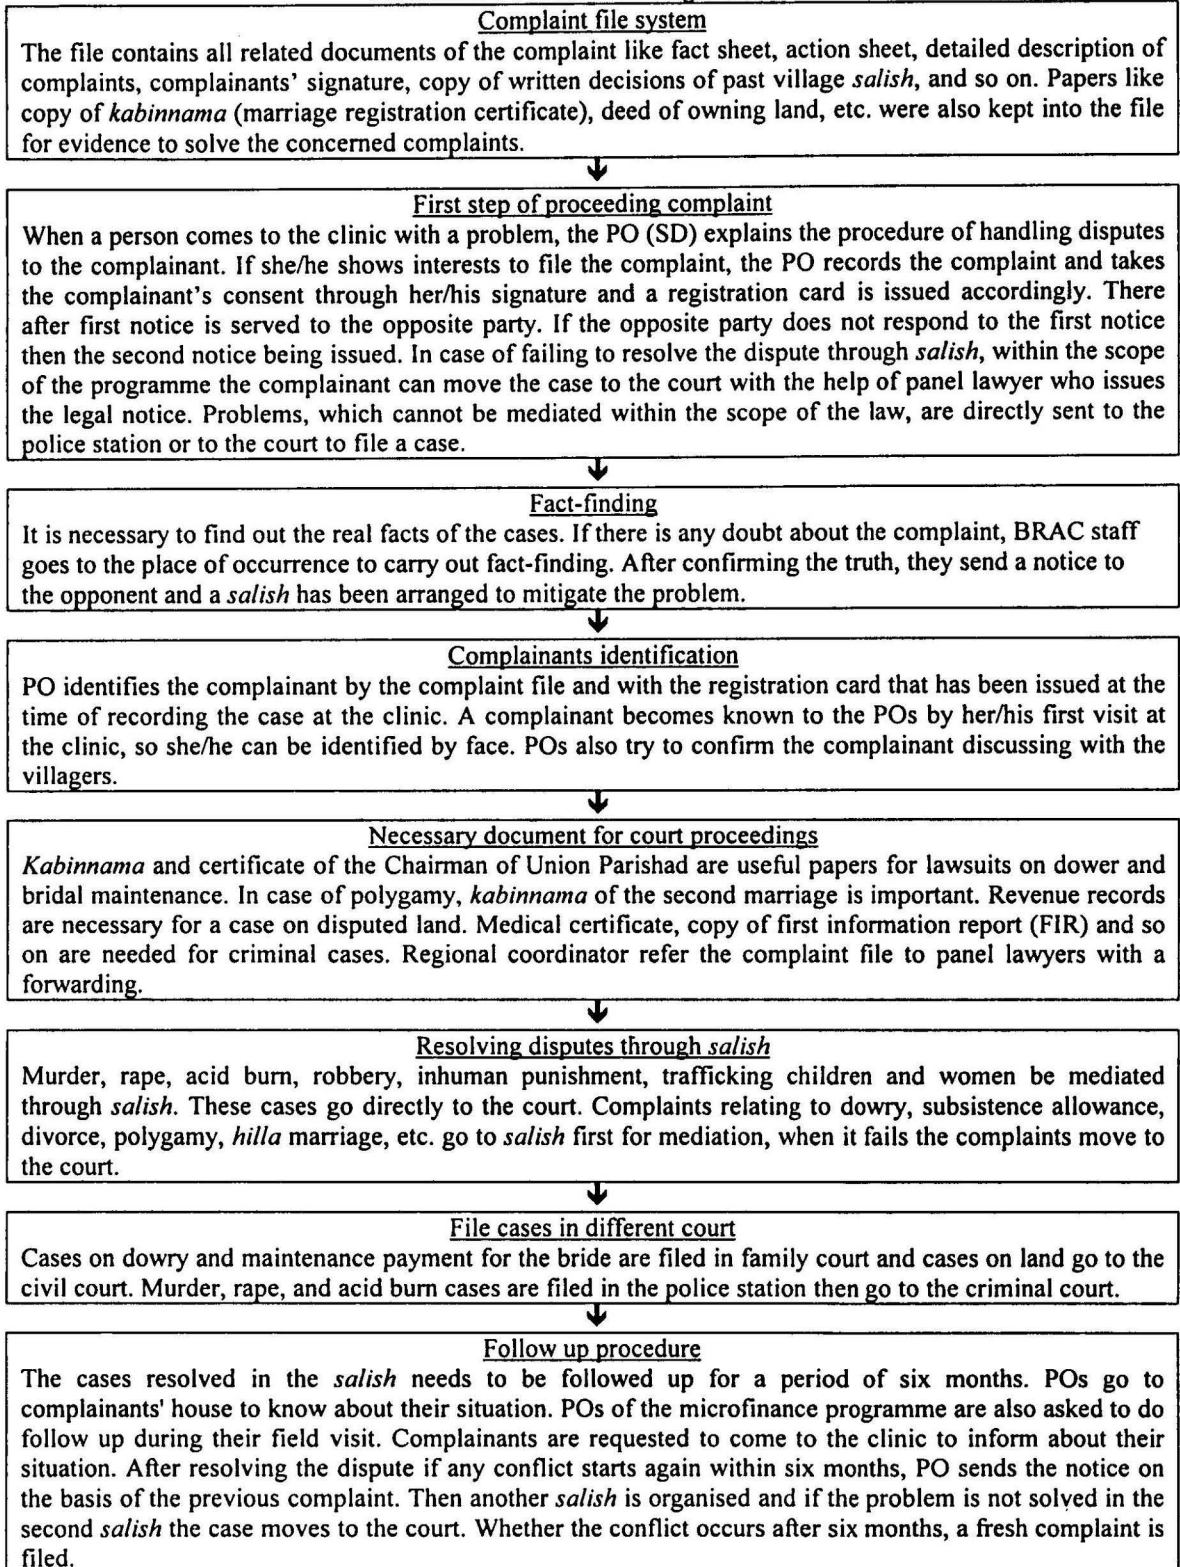 Complaint file system
The file contains all related documents of the complaint like fact sheet, action sheet, detailed description of
complaints, complainants' signature, copy of written decisions of past village salish, and so on. Papers like
copy of kabinnama (marriage registration certificate), deed of owning land, etc. were also kept into the file
for evidence to solve the concerned complaints.
First step of proceeding complaint
When a person comes to the clinic with a problem, the PO (SD) explains the procedure of handling disputes
to the complainant. If she/he shows interests to file the complaint, the PO records the complaint and takes
the complainant's consent through her/his signature and a registration card is issued accordingly. There
after first notice is served to the opposite party. If the opposite party does not respond to the first notice
then the second notice being issued. In case of failing to resolve the dispute through salish, within the scope
of the programme the complainant can move the case to the court with the help of panel lawyer who issues
the legal notice. Problems, which cannot be mediated within the scope of the law, are directly sent to the
police station or to the court to file a case.
Fact-finding
It is necessary to find out the real facts of the cases. If there is any doubt about the complaint, BRAC staff
goes to the place of occurrence to carry out fact-finding. After confirming the truth, they send a notice to
the opponent and a salish has been arranged to mitigate the problem.
Complainants identification
PO identifies the complainant by the complaint file and with the registration card that has been issued at the
time of recording the case at the clinic. A complainant becomes known to the POs by her/his first visit at
the clinic, so she/he can be identified by face. POs also try to confirm the complainant discussing with the
villagers.
Necessary document for court proceedings
Kabinnama and certificate of the Chairman of Union Parishad are useful papers for lawsuits on dower and
bridal maintenance. In case of polygamy, kabinnama of the second marriage is important. Revenue records
are necessary for a case on disputed land. Medical certificate, copy of first information report (FIR) and so
on are needed for criminal cases. Regional coordinator refer the complaint file to panel lawyers with a
forwarding.
Resolving disputes through salish
Murder, rape, acid burn, robbery, inhuman punishment, trafficking children and women be mediated
through salish. These cases go directly to the court. Complaints relating to dowry, subsistence allowance,
divorce, polygamy, hilla marriage, etc. go to salish first for mediation, when it fails the complaints move to
the court.
File cases in different court
Cases on dowry and maintenance payment for the bride are filed in family court and cases on land go to the
civil court. Murder, rape, and acid burn cases are filed in the police station then go to the criminal court.
Follow up procedure
The cases resolved in the salish needs to be followed up for a period of six months. POs go to
complainants' house to know about their situation. POs of the microfinance programme are also asked to do
follow up during their field visit. Complainants are requested to come to the clinic to inform about their
situation. After resolving the dispute if any conflict starts again within six months, PO sends the notice on
the basis of the previous complaint. Then another salish is organised and if the problem is not solved in the
second salish the case moves to the court. Whether the conflict occurs after six months, a fresh complaint is
filed.